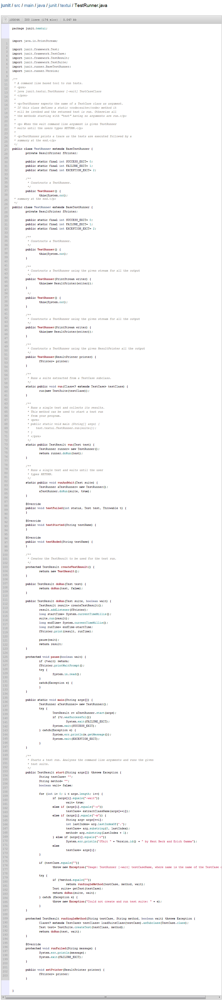 junit / src / main / java / junit / textui / TestRunner.java
100644 | 203 lines (174 sloc) | 5.047 kb
package junit.textui;
import java.io.PrintStream;
import junit.framework.Test;
import junit.framework.TestCase;
import junit.framework.TestResult;
import junit.framework.TestSuite;
import junit.runner.BaseTestRunner;
import junit.runner.Version;
/**
 * A command line based tool to run tests.
 * <pre>
 * java junit.textui.TestRunner [-wait] TestCaseClass
 * </pre>
 *
 * <p>TestRunner expects the name of a TestCase class as argument.
 * If this class defines a static <code>suite</code> method it
 * will be invoked and the returned test is run. Otherwise all
 * the methods starting with "test" having no arguments are run.</p>
 *
 * <p> When the wait command line argument is given TestRunner
 * waits until the users types RETURN.</p>
 *
 * <p>TestRunner prints a trace as the tests are executed followed by a
 * summary at the end.</p>
 */
public class TestRunner extends BaseTestRunner {
private ResultPrinter fPrinter;
public static final int SUCCESS_EXIT= 0;
public static final int FAILURE_EXIT= 1;
public static final int EXCEPTION_EXIT= 2;
/**
 * Constructs a TestRunner.
 */
public TestRunner() {
this(System.out);
 * summary at the end.</p>
 */
public class TestRunner extends BaseTestRunner {
private ResultPrinter fPrinter;
public static final int SUCCESS_EXIT= 0;
public static final int FAILURE_EXIT= 1;
public static final int EXCEPTION_EXIT= 2;
/**
 * Constructs a TestRunner.
 */
public TestRunner() {
this(System.out);
}
/**
 * Constructs a TestRunner using the given stream for all the output
 */
public TestRunner(PrintStream writer) {
this(new ResultPrinter(writer));
}
 */
public TestRunner() {
this(System.out);
}
/**
 * Constructs a TestRunner using the given stream for all the output
 */
public TestRunner(PrintStream writer) {
this(new ResultPrinter(writer));
}
/**
 * Constructs a TestRunner using the given ResultPrinter all the output
 */
public TestRunner(ResultPrinter printer) {
fPrinter= printer;
}
/**
 * Runs a suite extracted from a TestCase subclass.
 */
static public void run(Class<? extends TestCase> testClass) {
run(new TestSuite(testClass));
}
/**
 * Runs a single test and collects its results.
 * This method can be used to start a test run
 * from your program.
 * <pre>
 * public static void main (String[] args) {
 *    test.textui.TestRunner.run(suite());
 * }
 * </pre>
 */
static public TestResult run(Test test) {
TestRunner runner= new TestRunner();
return runner.doRun(test);
}
/**
 * Runs a single test and waits until the user
 * types RETURN.
 */
static public void runAndWait(Test suite) {
TestRunner aTestRunner= new TestRunner();
aTestRunner.doRun(suite, true);
}
@Override
public void testFailed(int status, Test test, Throwable t) {
}
@Override
public void testStarted(String testName) {
}
@Override
public void testEnded(String testName) {
}
/**
 * Creates the TestResult to be used for the test run.
 */
protected TestResult createTestResult() {
return new TestResult();
}
public TestResult doRun(Test test) {
return doRun(test, false);
}
public TestResult doRun(Test suite, boolean wait) {
TestResult result= createTestResult();
result.addListener(fPrinter);
long startTime= System.currentTimeMillis();
suite.run(result);
long endTime= System.currentTimeMillis();
long runTime= endTime-startTime;
fPrinter.print(result, runTime);
pause(wait);
return result;
}
protected void pause(boolean wait) {
if (!wait) return;
fPrinter.printWaitPrompt();
try {
System.in.read();
}
catch(Exception e) {
}
}
public static void main(String args[]) {
TestRunner aTestRunner= new TestRunner();
try {
TestResult r= aTestRunner.start(args);
if (!r.wasSuccessful())
System.exit(FAILURE_EXIT);
System.exit(SUCCESS_EXIT);
} catch(Exception e) {
System.err.println(e.getMessage());
System.exit(EXCEPTION_EXIT);
}
}
/**
 * Starts a test run. Analyzes the command line arguments and runs the given
 * test suite.
 */
public TestResult start(String args[]) throws Exception {
String testCase= "";
String method= "";
boolean wait= false;
for (int i= 0; i < args.length; i++) {
if (args[i].equals("-wait"))
wait= true;
else if (args[i].equals("-c"))
testCase= extractClassName(args[++i]);
else if (args[i].equals("-m")) {
String arg= args[++i];
int lastIndex= arg.lastIndexOf('.');
testCase= arg.substring(0, lastIndex);
method= arg.substring(lastIndex + 1);
} else if (args[i].equals("-v"))
System.err.println("JUnit " + Version.id() + " by Kent Beck and Erich Gamma");
else
testCase= args[i];
}
if (testCase.equals(""))
throw new Exception("Usage: TestRunner [-wait] testCaseName, where name is the name of the TestCase c
try {
if (!method.equals(""))
return runSingleMethod(testCase, method, wait);
Test suite= getTest(testCase);
return doRun(suite, wait);
} catch (Exception e) {
throw new Exception("Could not create and run test suite: " + e);
}
}
protected TestResult runSingleMethod(String testCase, String method, boolean wait) throws Exception {
Class<? extends TestCase> testClass= loadSuiteClass(testCase).asSubclass(TestCase.class);
Test test= TestSuite.createTest(testClass, method);
return doRun(test, wait);
}
@Override
protected void runFailed(String message) {
System.err.println(message);
System.exit(FAILURE_EXIT);
}
public void setPrinter(ResultPrinter printer) {
fPrinter= printer;
}
}